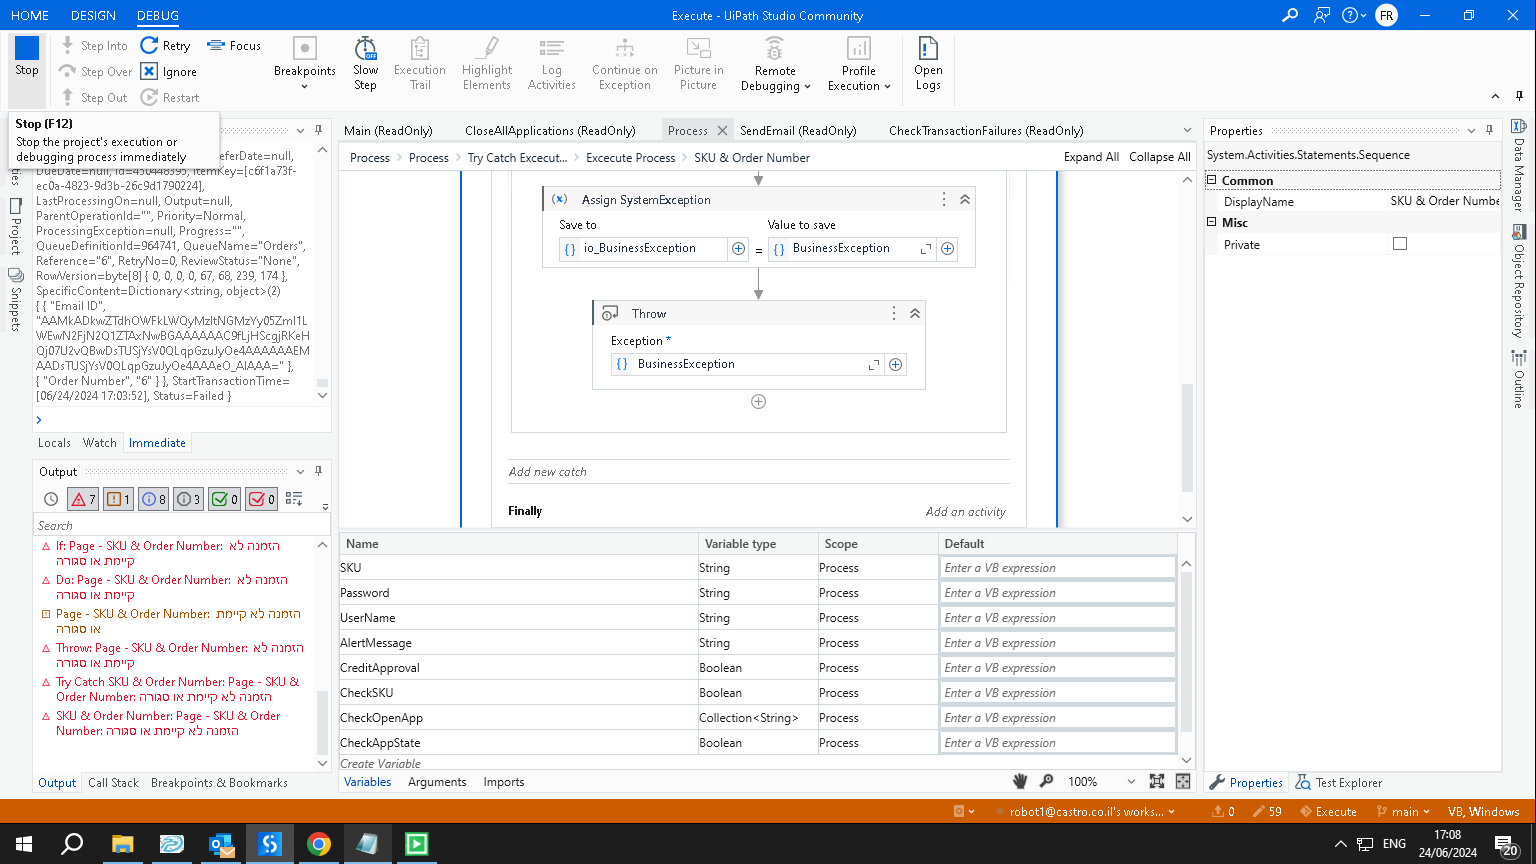 HOME DESIGN DEBUG
Execute - UiPath Studio Community
FR
Stop
Step Into
Step Over
Step Out
Retry
Ignore
Restart
Focus
Breakpoints
Slow
Step
Execution
Trail
Highlight
Elements
Log
Activities
Continue on
Exception
Picture in
Picture
Remote
Debugging
Profile
Execution
Open
Logs
Stop (F12)
Stop the project's execution or
debugging process immediately
Project
Snippets
DueDate=null, Id=450448395, ItemKey=[c6f1a73f-
ec0a-4823-9d3b-26c9d1790224],
LastProcessingOn=null, Output=null,
ParentOperationId="", Priority=Normal,
ProcessingException=null, Progress="",
QueueDefinitionId=964741, QueueName="Orders",
Reference="6", RetryNo=0, ReviewStatus="None",
RowVersion=byte[8] { 0, 0, 0, 0, 67, 68, 239, 174 },
SpecificContent=Dictionary<string, object>(2)
{ { "Email ID",
{ "Order Number", "6" } }, StartTransactionTime=
[06/24/2024 17:03:52], Status=Failed }
Locals Watch Immediate
Output
7 1 8 3 0 0
Search
If: Page - SKU & Order Number: הזמנה לא
קיימת או סגורה
Do: Page - SKU & Order Number: הזמנה לא
קיימת או סגורה
Page - SKU & Order Number: הזמנה לא קיימת
או סגורה
Throw: Page - SKU & Order Number: הזמנה לא
קיימת או סגורה
Try Catch SKU & Order Number: Page - SKU &
Order Number: הזמנה לא קיימת או סגורה
SKU & Order Number: Page - SKU & Order
Number: הזמנה לא קיימת או סגורה
Output Call Stack Breakpoints & Bookmarks
Main (ReadOnly) CloseAllApplications (ReadOnly) Process SendEmail (ReadOnly) CheckTransactionFailures (ReadOnly)
Process Process Try Catch Excecut... Excecute Process SKU & Order Number
Expand All Collapse All
(x) Assign SystemException
Save to Value to save
{ } io_BusinessException = { } BusinessException
Throw
Exception *
{ } BusinessException
Add new catch
Finally Add an activity
Name Variable type Scope Default
SKU String Process Enter a VB expression
Password String Process Enter a VB expression
UserName String Process Enter a VB expression
AlertMessage String Process Enter a VB expression
CreditApproval Boolean Process Enter a VB expression
CheckSKU Boolean Process Enter a VB expression
CheckOpenApp Collection<String> Process Enter a VB expression
CheckAppState Boolean Process Enter a VB expression
Create Variable
Variables Arguments Imports 100%
Properties
System.Activities.Statements.Sequence
Common
DisplayName SKU & Order Numbe
Misc
Private
Properties Test Explorer
Data Manager
Object Repository
Outline
robot1@castro.co.il's works... 0 59 Execute main VB, Windows
ENG
17:08
24/06/2024
20